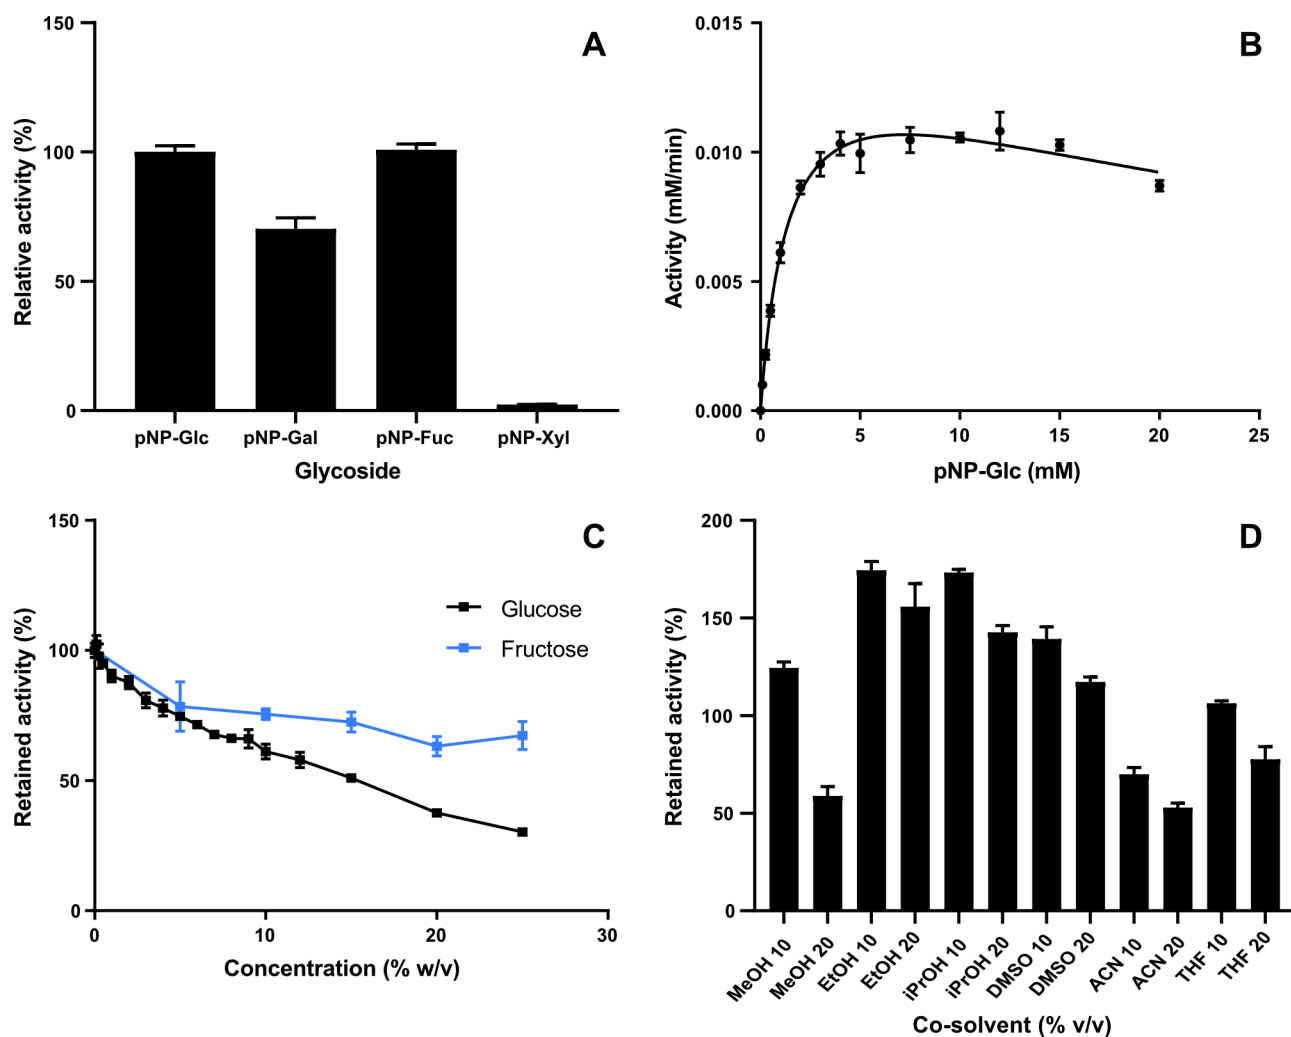 A
Relative activity (%)
150
100
50
0
pNP-Glc pNP-Gal pNP-Fuc pNP-Xyl
Glycoside
B
Activity (mM/min)
0.015
0.010
0.005
0.000
0 5 10 15 20 25
pNP-Glc (mM)
C
Retained activity (%)
150
100
50
0
Glucose
Fructose
0 10 20 30
Concentration (% w/v)
D
Retained activity (%)
200
150
100
50
0
MeOH 10
MeOH 20
EtOH 10
EtOH 20
iPrOH 10
iPrOH 20
DMSO 10
DMSO 20
ACN 10
ACN 20
THF 10
THF 20
Co-solvent (% v/v)